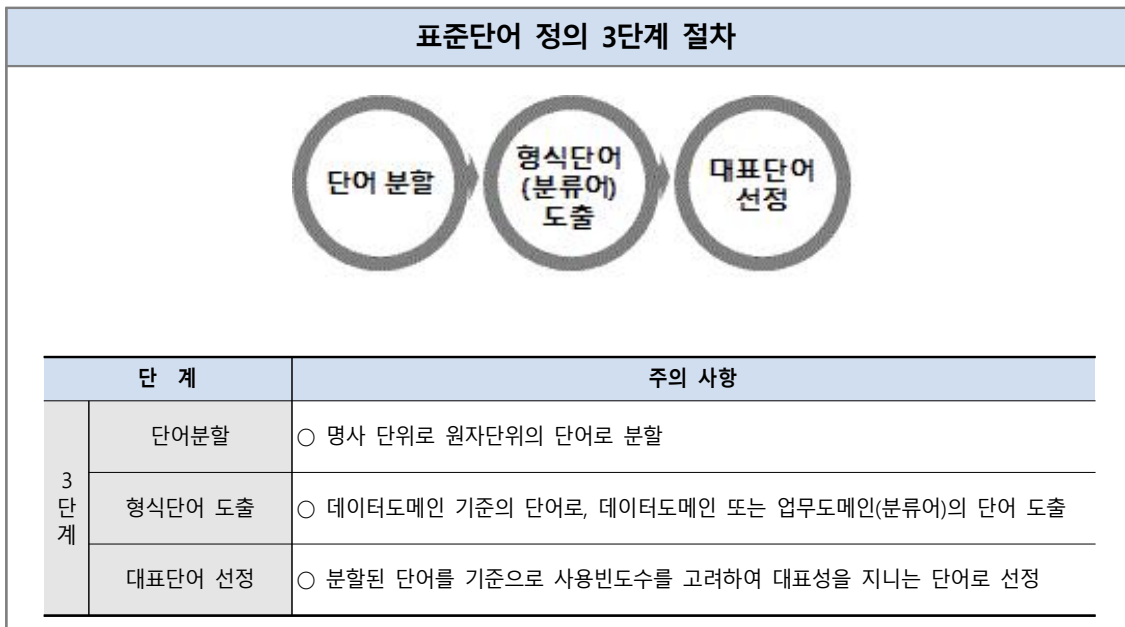 표준단어 정의 3단계 절차
단어 분할
형식단어
(분류어)
도출
대표단어
선정
단 계
주의 사항
3
단
계
단어분할
○ 명사 단위로 원자단위의 단어로 분할
형식단어 도출
○ 데이터도메인 기준의 단어로, 데이터도메인 또는 업무도메인(분류어)의 단어 도출
대표단어 선정
○ 분할된 단어를 기준으로 사용빈도수를 고려하여 대표성을 지니는 단어로 선정